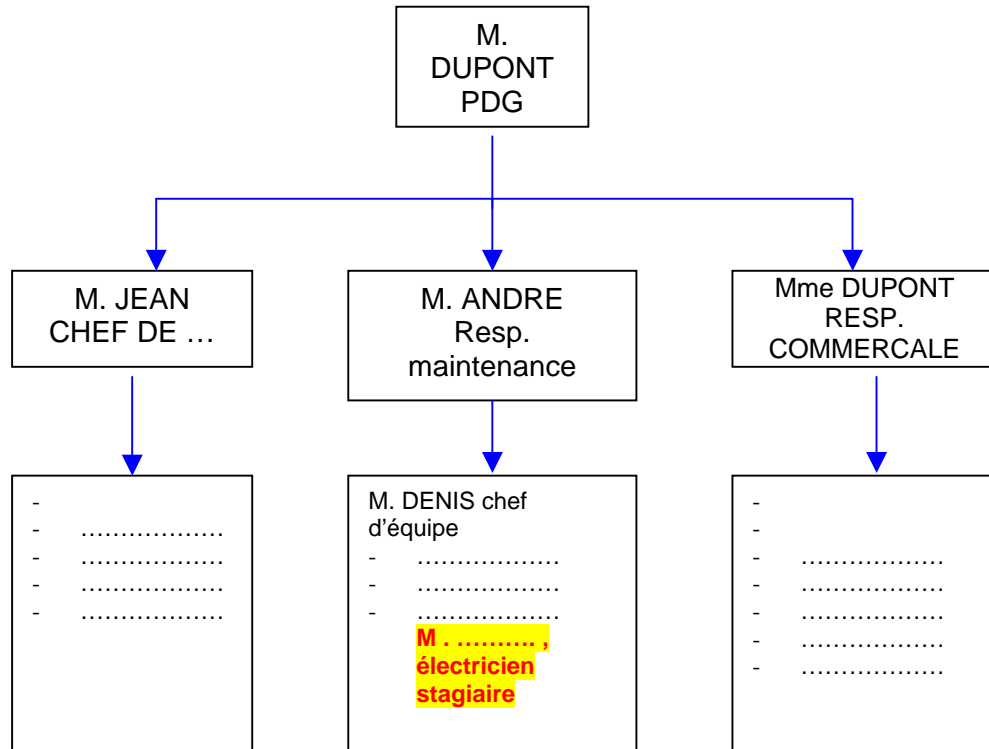 M.
DUPONT
PDG
M. JEAN
CHEF DE …
M. ANDRE
Resp.
maintenance
Mme DUPONT
RESP.
COMMERCALE
-
- ………………
- ………………
- ………………
- ………………
M. DENIS chef
d'équipe
- ………………
- ………………
- ………………
M . ………. ,
électricien
stagiaire
-
-
- ………………
- ………………
- ………………
- ………………
- ………………